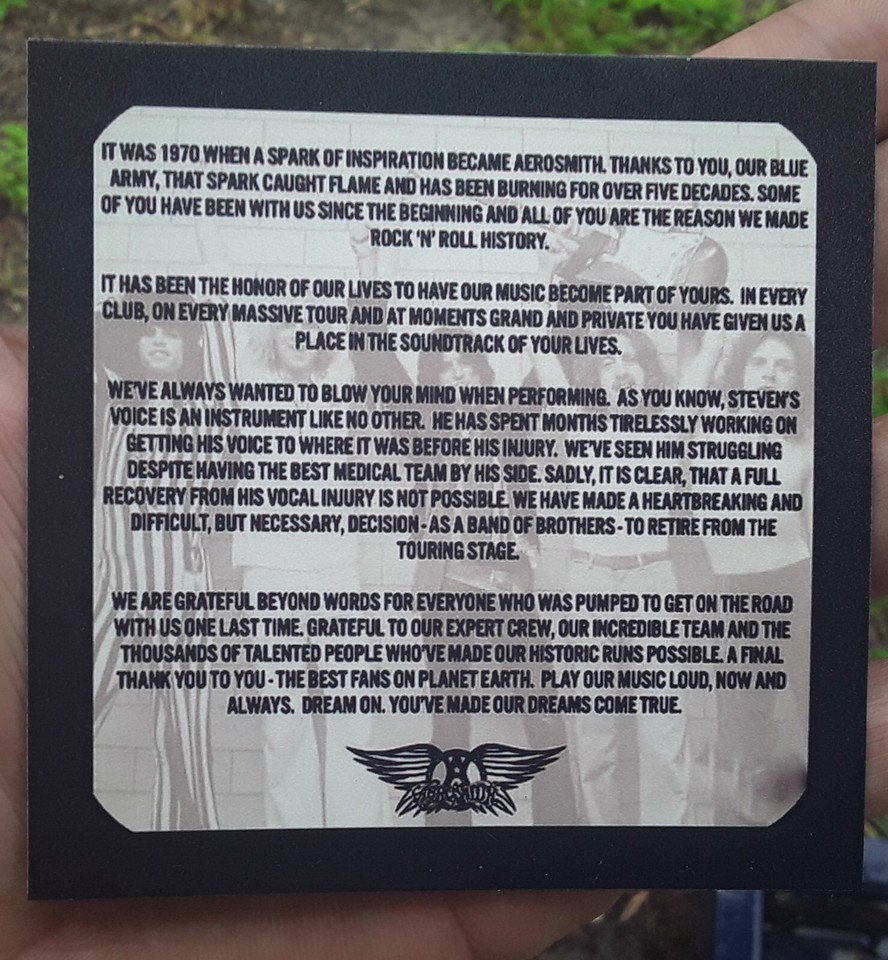 IT WAS 1970 WHEN A SPARK OF INSPIRATION BECAME AEROSMITH. THANKS TO YOU, OUR BLUE
ARMY, THAT SPARK CAUGHT FLAME AND HAS BEEN BURNING FOR OVER FIVE DECADES. SOME
OF YOU HAVE BEEN WITH US SINCE THE BEGINNING AND ALL OF YOU ARE THE REASON WE MADE
ROCK 'N' ROLL HISTORY.
IT HAS BEEN THE HONOR OF OUR LIVES TO HAVE OUR MUSIC BECOME PART OF YOURS. IN EVERY
CLUB, ON EVERY MASSIVE TOUR AND AT MOMENTS GRAND AND PRIVATE YOU HAVE GIVEN US A
PLACE IN THE SOUNDTRACK OF YOUR LIVES.
WE'VE ALWAYS WANTED TO BLOW YOUR MIND WHEN PERFORMING. AS YOU KNOW, STEVEN'S
VOICE IS AN INSTRUMENT LIKE NO OTHER. HE HAS SPENT MONTHS TIRELESSLY WORKING ON
GETTING HIS VOICE TO WHERE IT WAS BEFORE HIS INJURY. WE'VE SEEN HIM STRUGGLING
DESPITE HAVING THE BEST MEDICAL TEAM BY HIS SIDE. SADLY, IT IS CLEAR, THAT A FULL
RECOVERY FROM HIS VOCAL INJURY IS NOT POSSIBLE. WE HAVE MADE A HEARTBREAKING AND
DIFFICULT, BUT NECESSARY, DECISION - AS A BAND OF BROTHERS - TO RETIRE FROM THE
TOURING STAGE.
WE ARE GRATEFUL BEYOND WORDS FOR EVERYONE WHO WAS PUMPED TO GET ON THE ROAD
WITH US ONE LAST TIME. GRATEFUL TO OUR EXPERT CREW, OUR INCREDIBLE TEAM AND THE
THOUSANDS OF TALENTED PEOPLE WHO'VE MADE OUR HISTORIC RUNS POSSIBLE. A FINAL
THANK YOU TO YOU - THE BEST FANS ON PLANET EARTH. PLAY OUR MUSIC LOUD, NOW AND
ALWAYS. DREAM ON. YOU'VE MADE OUR DREAMS COME TRUE.
A
AEROSMITH